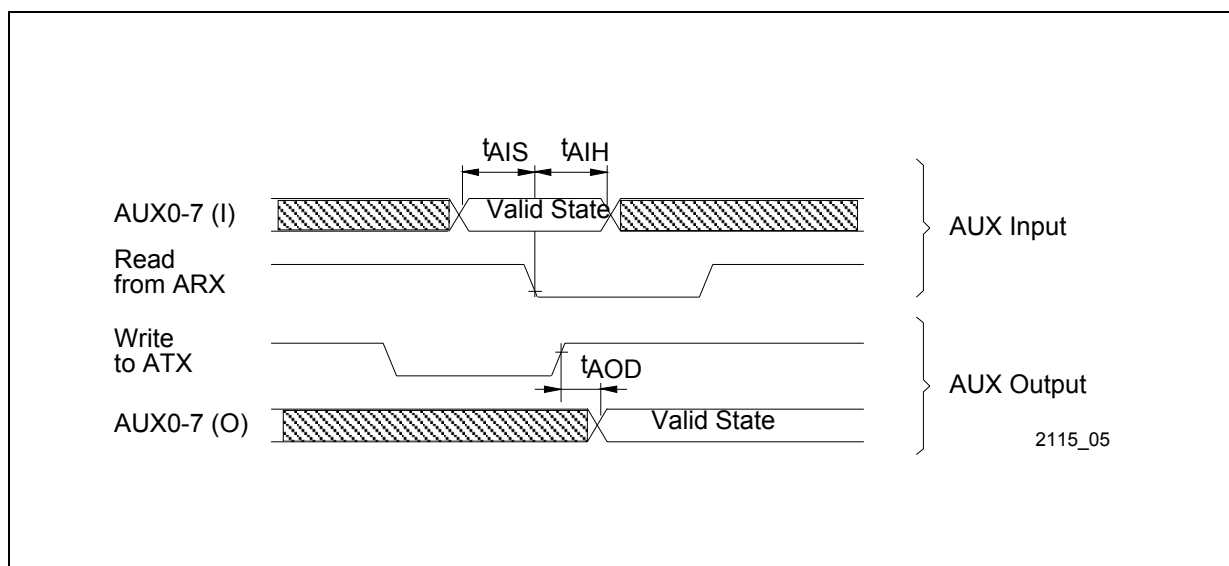 tAIS
tAIH
AUX0-7 (I)
Valid State
AUX Input
Read
from ARX
Write
to ATX
tAOD
AUX Output
AUX0-7 (O)
Valid State
2115_05